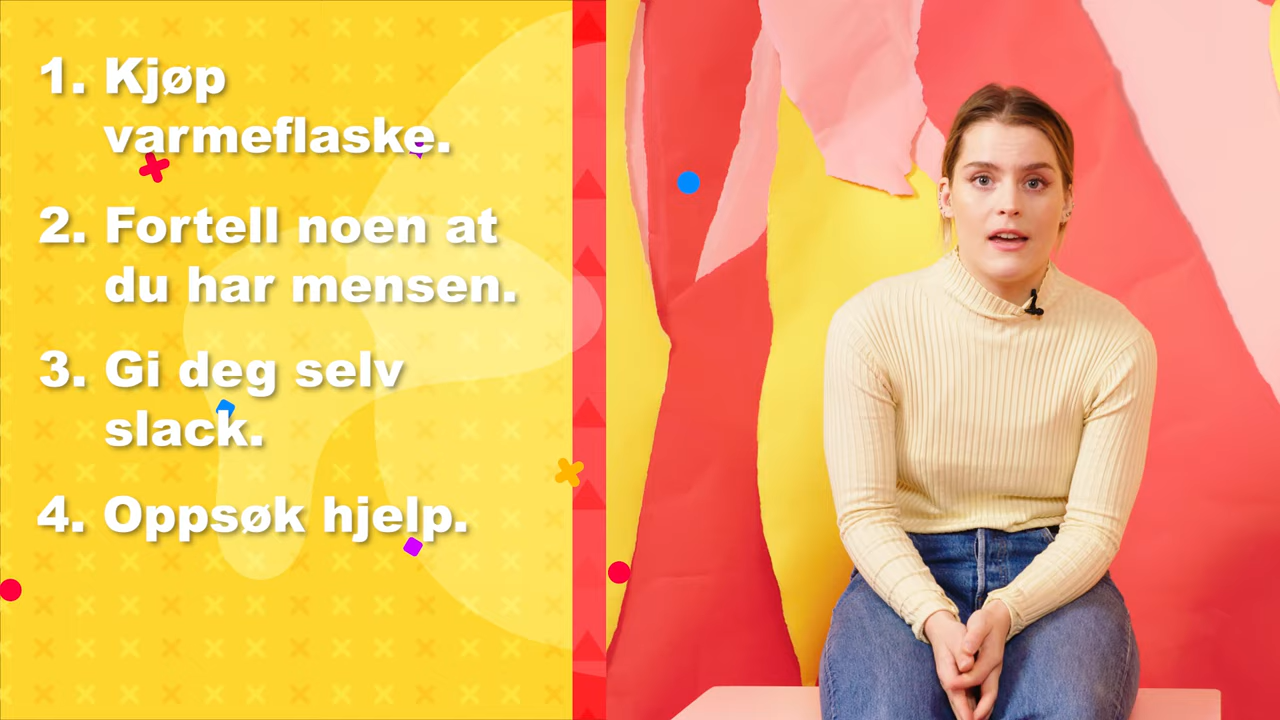 1. Kjøp
varmeflaske.
2. Fortell noen at
du har mensen.
3. Gi deg selv
slack.
4. Oppsøk hjelp.